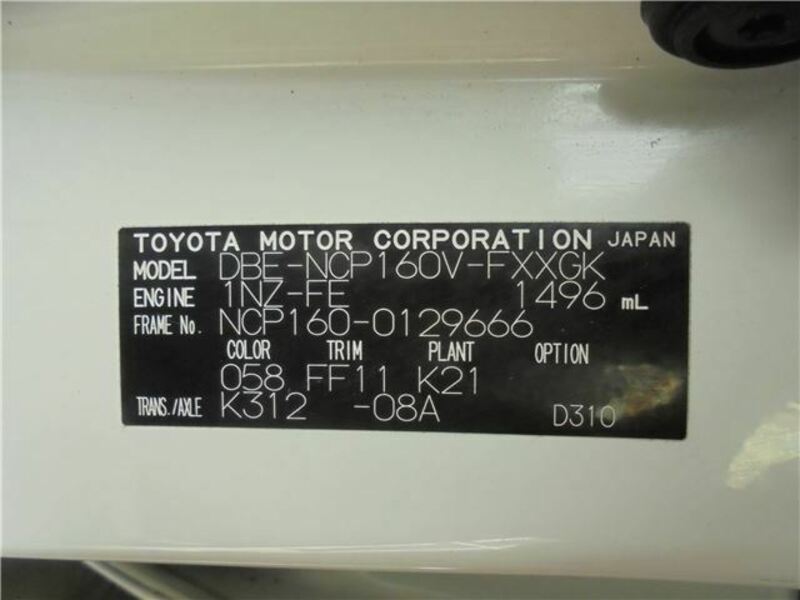 TOYOTA MOTOR CORPORATION JAPAN
MODEL DBE-NCP160V-FXXGK
ENGINE 1NZ-FE 1496 mL
FRAME No. NCP160-0129666
COLOR TRIM PLANT OPTION
058 FF11 K21
TRANS./AXLE K312 -08A D310